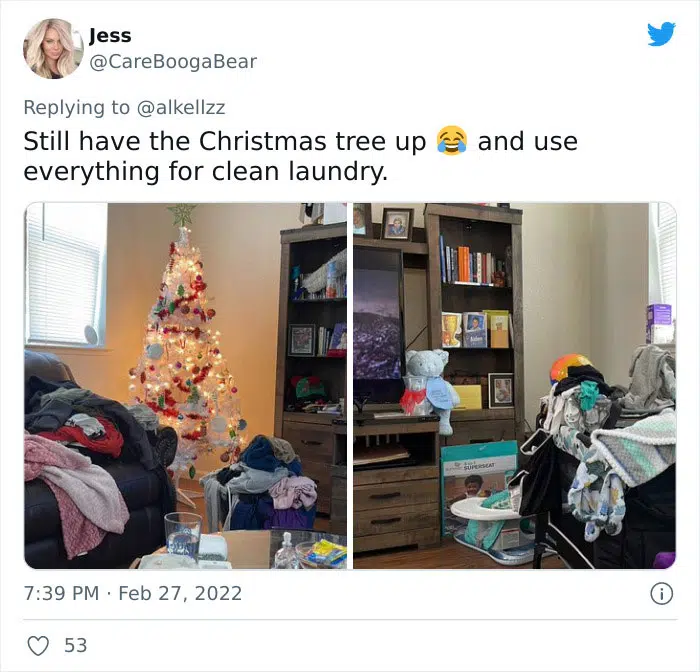 Jess
@CareBoogaBear
Replying to @alkellzz
Still have the Christmas tree up 😂 and use
everything for clean laundry.
SUPERSEAT
7:39 PM · Feb 27, 2022
53